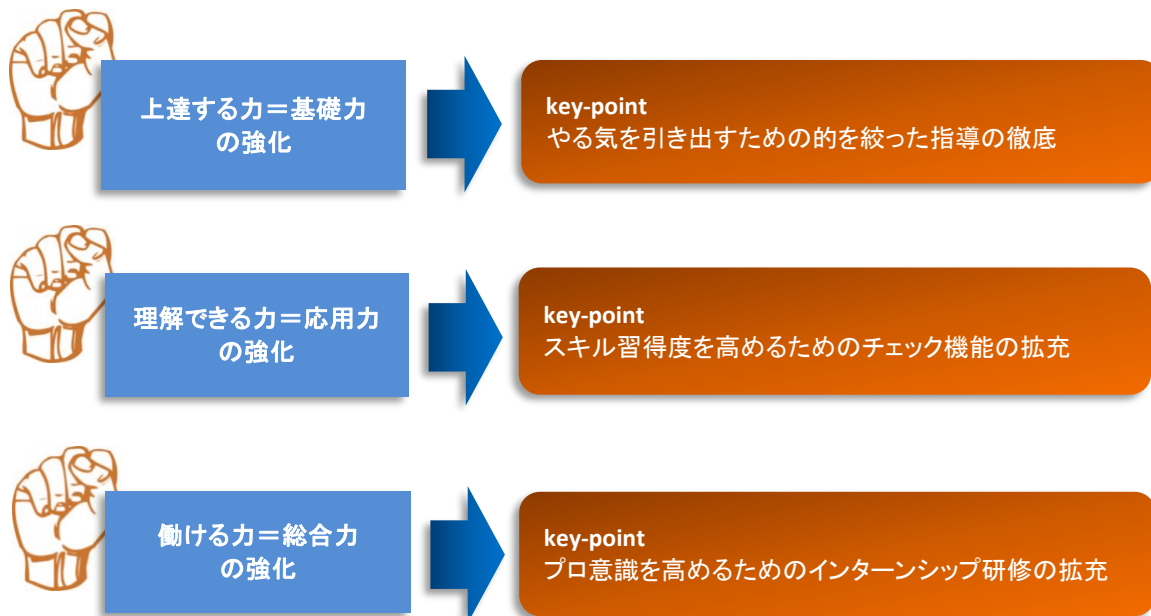 上達する力＝基礎力
の強化
key-point
やる気を引き出すための的を絞った指導の徹底
理解できる力＝応用力
の強化
key-point
スキル習得度を高めるためのチェック機能の拡充
働ける力＝総合力
の強化
key-point
プロ意識を高めるためのインターンシップ研修の拡充